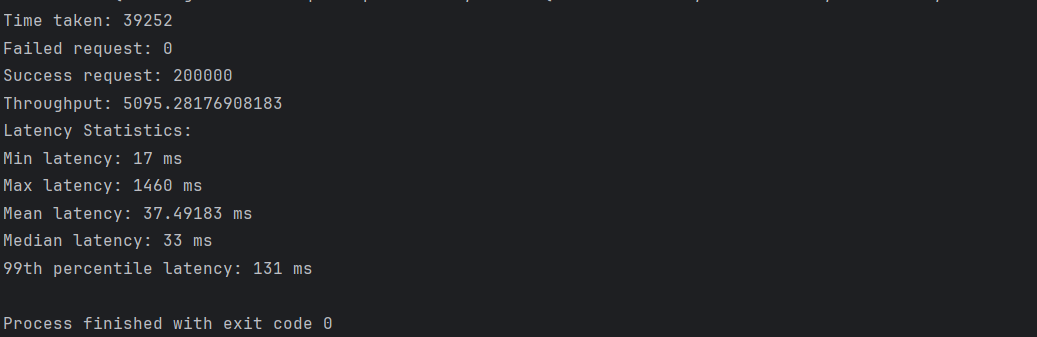 Time taken: 39252
Failed request: 0
Success request: 200000
Throughput: 5095.28176908183
Latency Statistics:
Min latency: 17 ms
Max latency: 1460 ms
Mean latency: 37.49183 ms
Median latency: 33 ms
99th percentile latency: 131 ms
Process finished with exit code 0